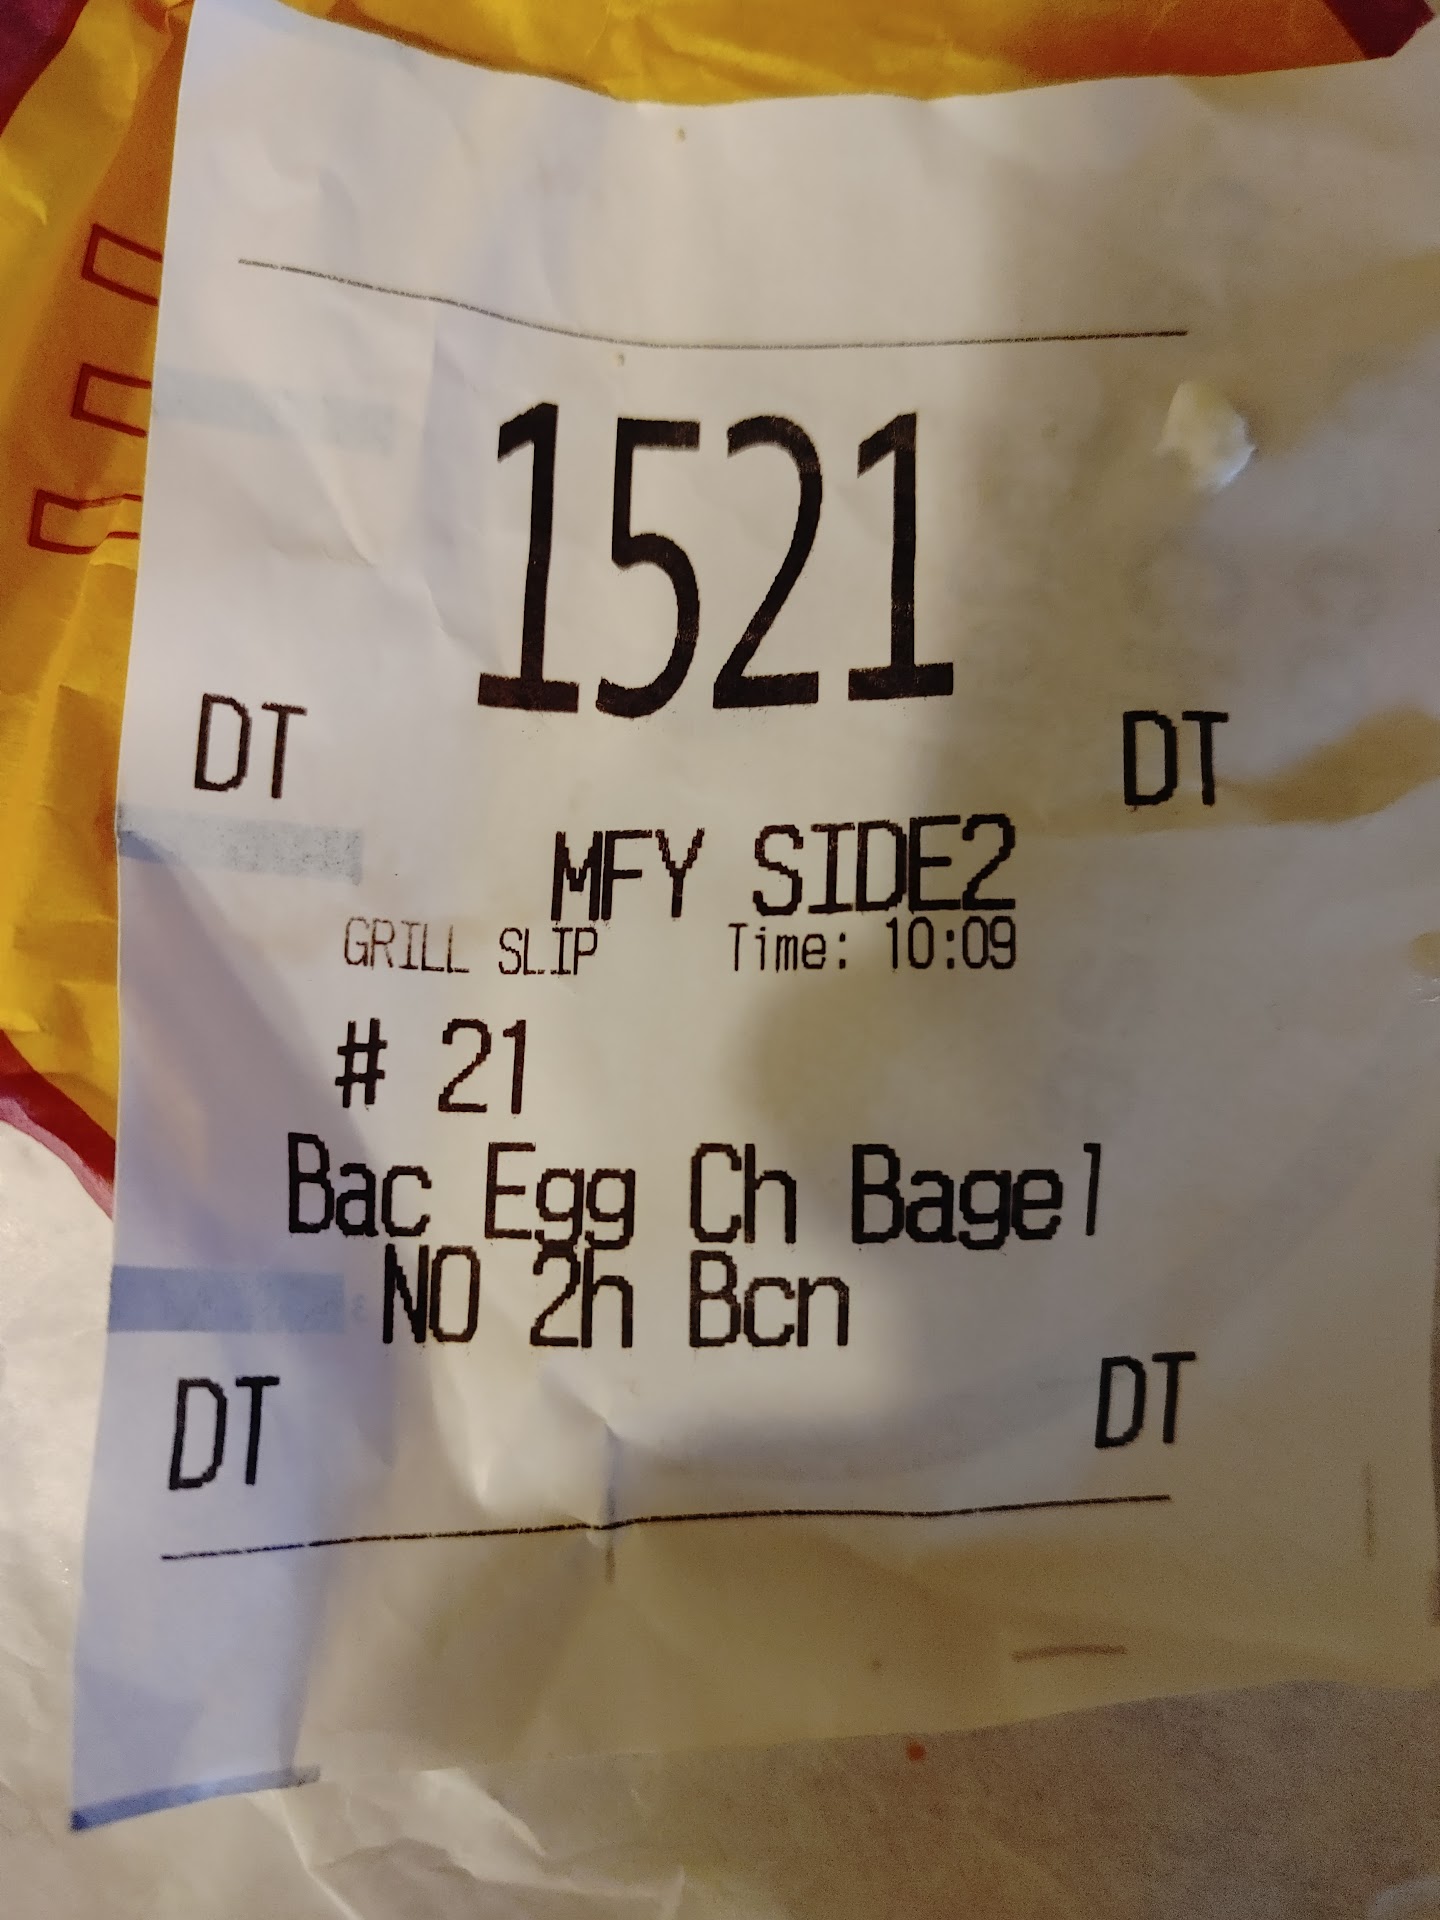 1521
DT DT
MFY SIDE2
GRILL SLIP Time: 10:09
# 21
Bac Egg Ch Bagel
NO 2h Bcn
DT DT